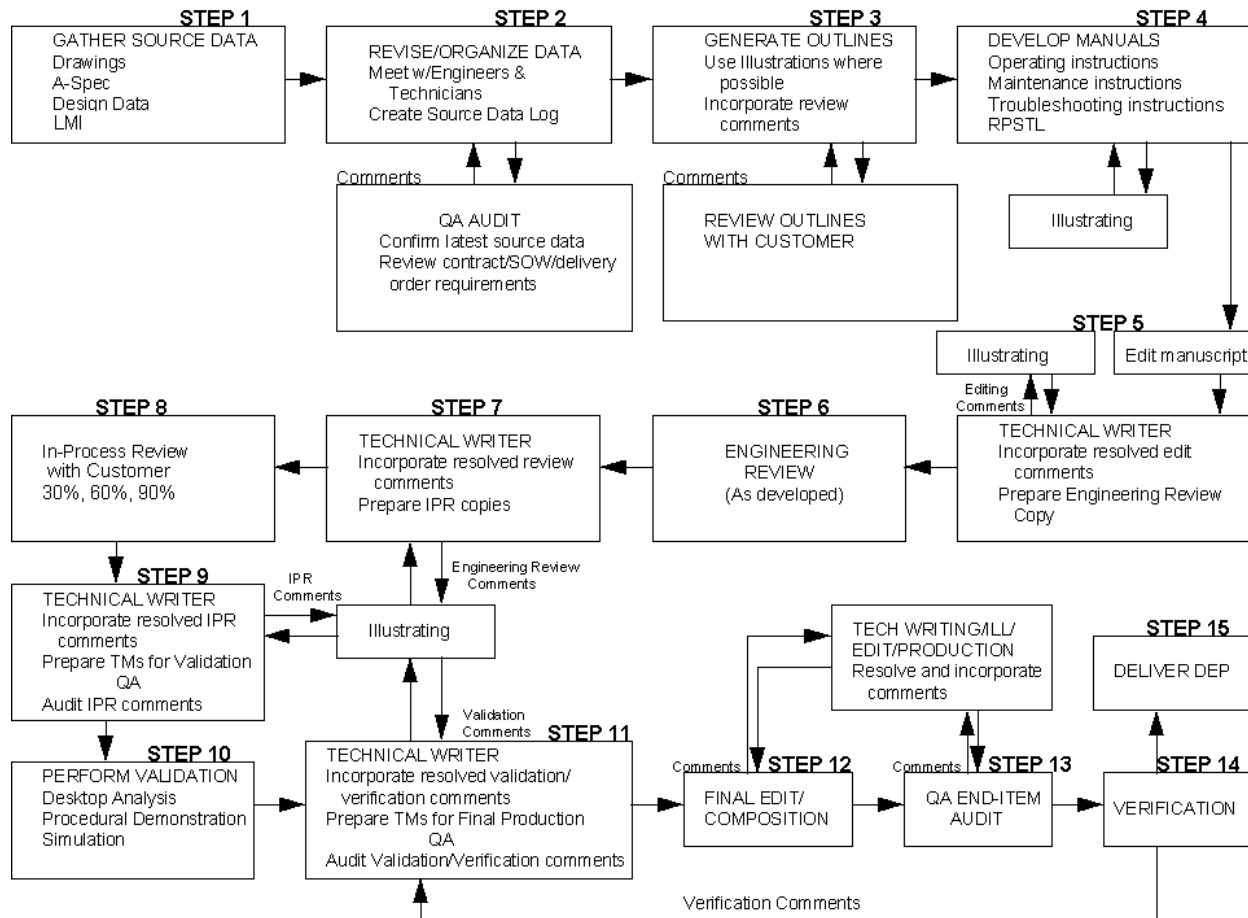 STEP 1
GATHER SOURCE DATA
Drawings
A-Spec
Design Data
LMI
STEP 2
REVISE/ORGANIZE DATA
Meet w/Engineers &
Technicians
Create Source Data Log
STEP 3
GENERATE OUTLINES
Use Illustrations where
possible
Incorporate review
comments
STEP 4
DEVELOP MANUALS
Operating instructions
Maintenance instructions
Troubleshooting instructions
RPSTL
Comments
QA AUDIT
Confirm latest source data
Review contract/SOW/delivery
order requirements
Comments
REVIEW OUTLINES
WITH CUSTOMER
Illustrating
STEP 5
Illustrating
Edit manuscript
Editing
Comments
TECHNICAL WRITER
Incorporate resolved edit
comments
Prepare Engineering Review
Copy
STEP 6
ENGINEERING
REVIEW
(As developed)
STEP 7
TECHNICAL WRITER
Incorporate resolved review
comments
Prepare IPR copies
STEP 8
In-Process Review
with Customer
30%, 60%, 90%
Engineering Review
Comments
STEP 9
TECHNICAL WRITER
Incorporate resolved IPR
comments
Prepare TMs for Validation
QA
Audit IPR comments
IPR
Comments
Illustrating
Validation
Comments
STEP 10
PERFORM VALIDATION
Desktop Analysis
Procedural Demonstration
Simulation
STEP 11
TECHNICAL WRITER
Incorporate resolved validation/
verification comments
Prepare TMs for Final Production
QA
Audit Validation/Verification comments
TECH WRITING/ILL/
EDIT/PRODUCTION
Resolve and incorporate
comments
Comments
STEP 12
FINAL EDIT/
COMPOSITION
Comments
STEP 13
QA END-ITEM
AUDIT
STEP 14
VERIFICATION
STEP 15
DELIVER DEP
Verification Comments